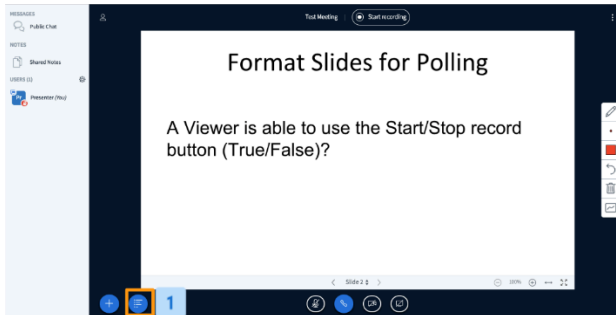 MESSAGES
Public Chat
NOTES
Shared Notes
USERS (1)
Pr
Presenter (You)
Test Meeting
Start recording
Format Slides for Polling
A Viewer is able to use the Start/Stop record
button (True/False)?
Slide 2
100%
1